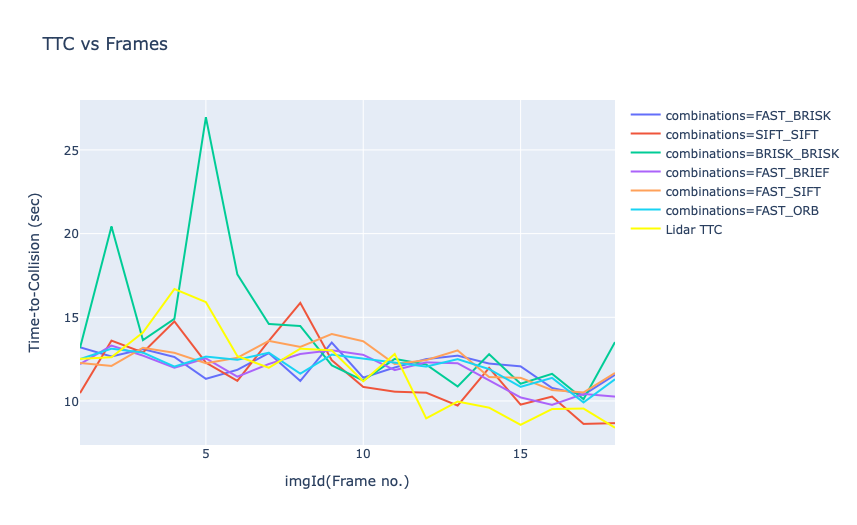 TTC vs Frames
combinations=FAST_BRISK
combinations=SIFT_SIFT
combinations=BRISK_BRISK
combinations=FAST_BRIEF
combinations=FAST_SIFT
combinations=FAST_ORB
Lidar TTC
Time-to-Collision (sec)
25
20
15
10
5
10
15
imgId(Frame no.)